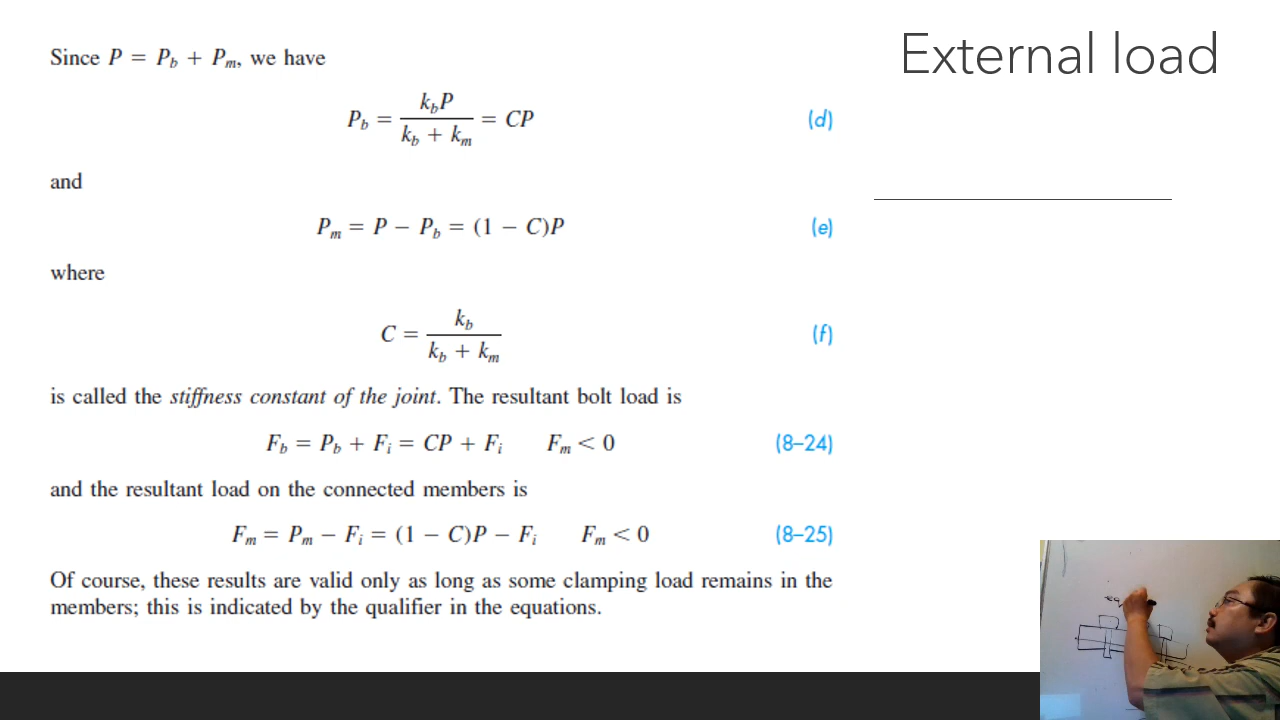 External load
Since P = P_b + P_m, we have
P_b = k_bP / (k_b + k_m) = CP (d)
and
P_m = P − P_b = (1 − C)P (e)
where
C = k_b / (k_b + k_m) (f)
is called the stiffness constant of the joint. The resultant bolt load is
F_b = P_b + F_i = CP + F_i F_m < 0 (8–24)
and the resultant load on the connected members is
F_m = P_m − F_i = (1 − C)P − F_i F_m < 0 (8–25)
Of course, these results are valid only as long as some clamping load remains in the
members; this is indicated by the qualifier in the equations.